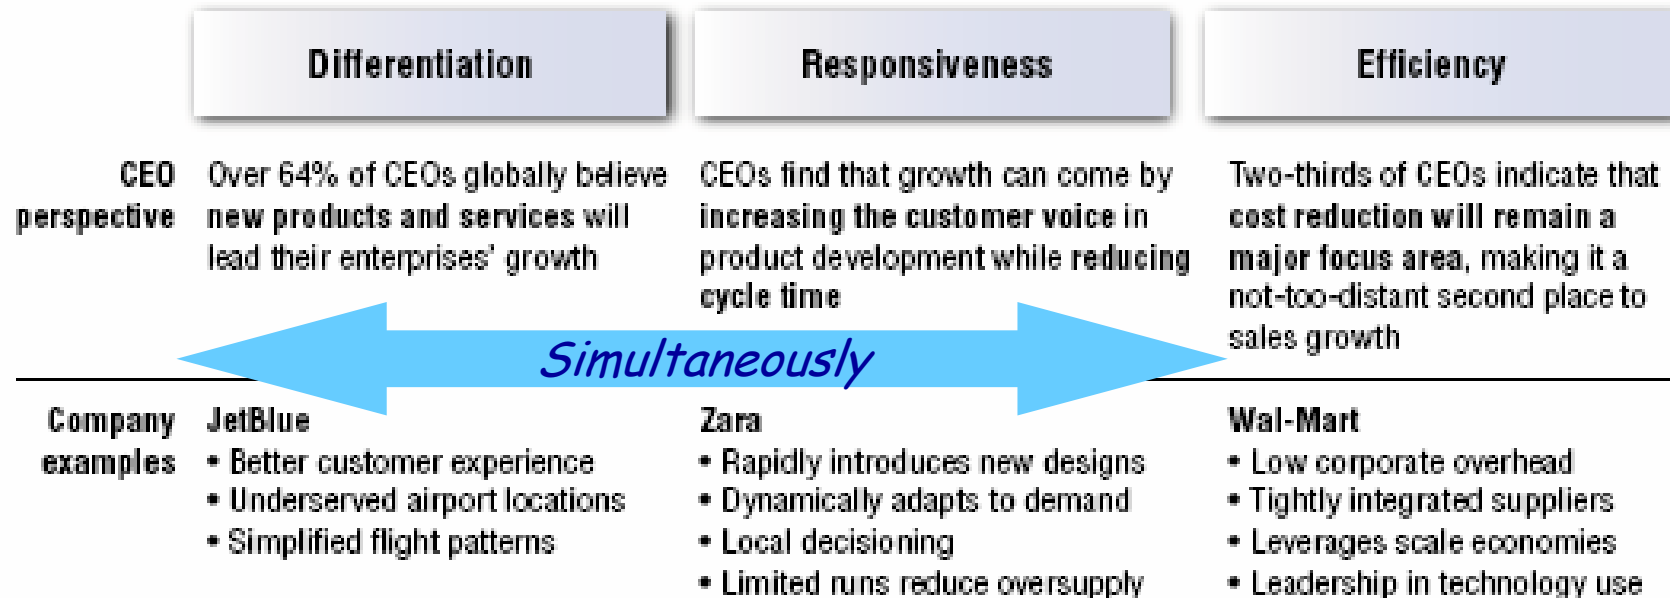 Differentiation
Responsiveness
Efficiency
CEO
perspective
Over 64% of CEOs globally believe
new products and services will
lead their enterprises' growth
CEOs find that growth can come by
increasing the customer voice in
product development while reducing
cycle time
Two-thirds of CEOs indicate that
cost reduction will remain a
major focus area, making it a
not-too-distant second place to
sales growth
Simultaneously
Company
examples
JetBlue
• Better customer experience
• Underserved airport locations
• Simplified flight patterns
Zara
• Rapidly introduces new designs
• Dynamically adapts to demand
• Local decisioning
• Limited runs reduce oversupply
Wal-Mart
• Low corporate overhead
• Tightly integrated suppliers
• Leverages scale economies
• Leadership in technology use